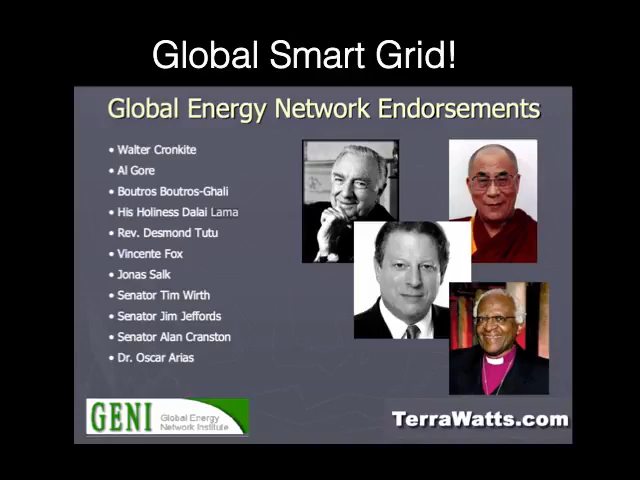 Global Smart Grid!
Global Energy Network Endorsements
• Walter Cronkite
• Al Gore
• Boutros Boutros-Ghali
• His Holiness Dalai Lama
• Rev. Desmond Tutu
• Vincente Fox
• Jonas Salk
• Senator Tim Wirth
• Senator Jim Jeffords
• Senator Alan Cranston
• Dr. Oscar Arias
GENI Global Energy
Network Institute
TerraWatts.com